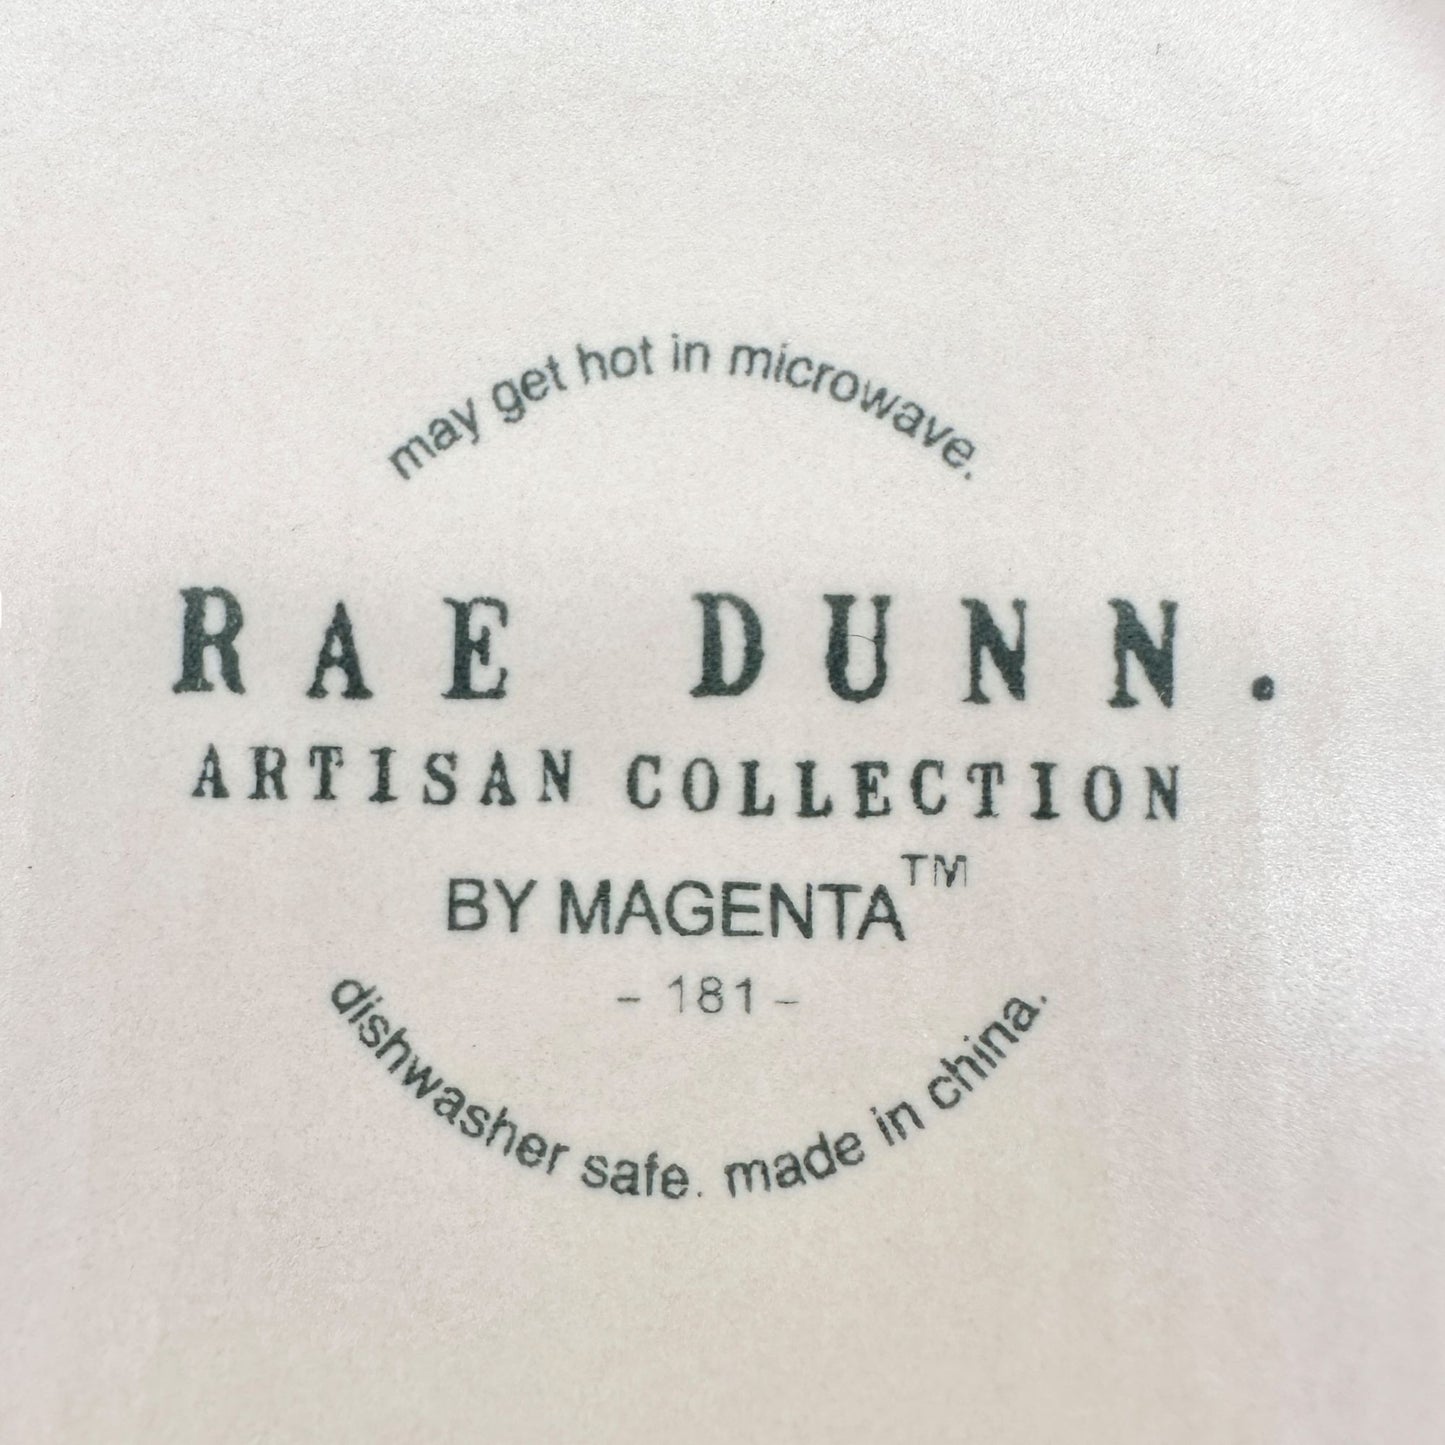 may get hot in microwave.
RAE DUNN.
ARTISAN COLLECTION
BY MAGENTA™
- 181 -
dishwasher safe. made in china.